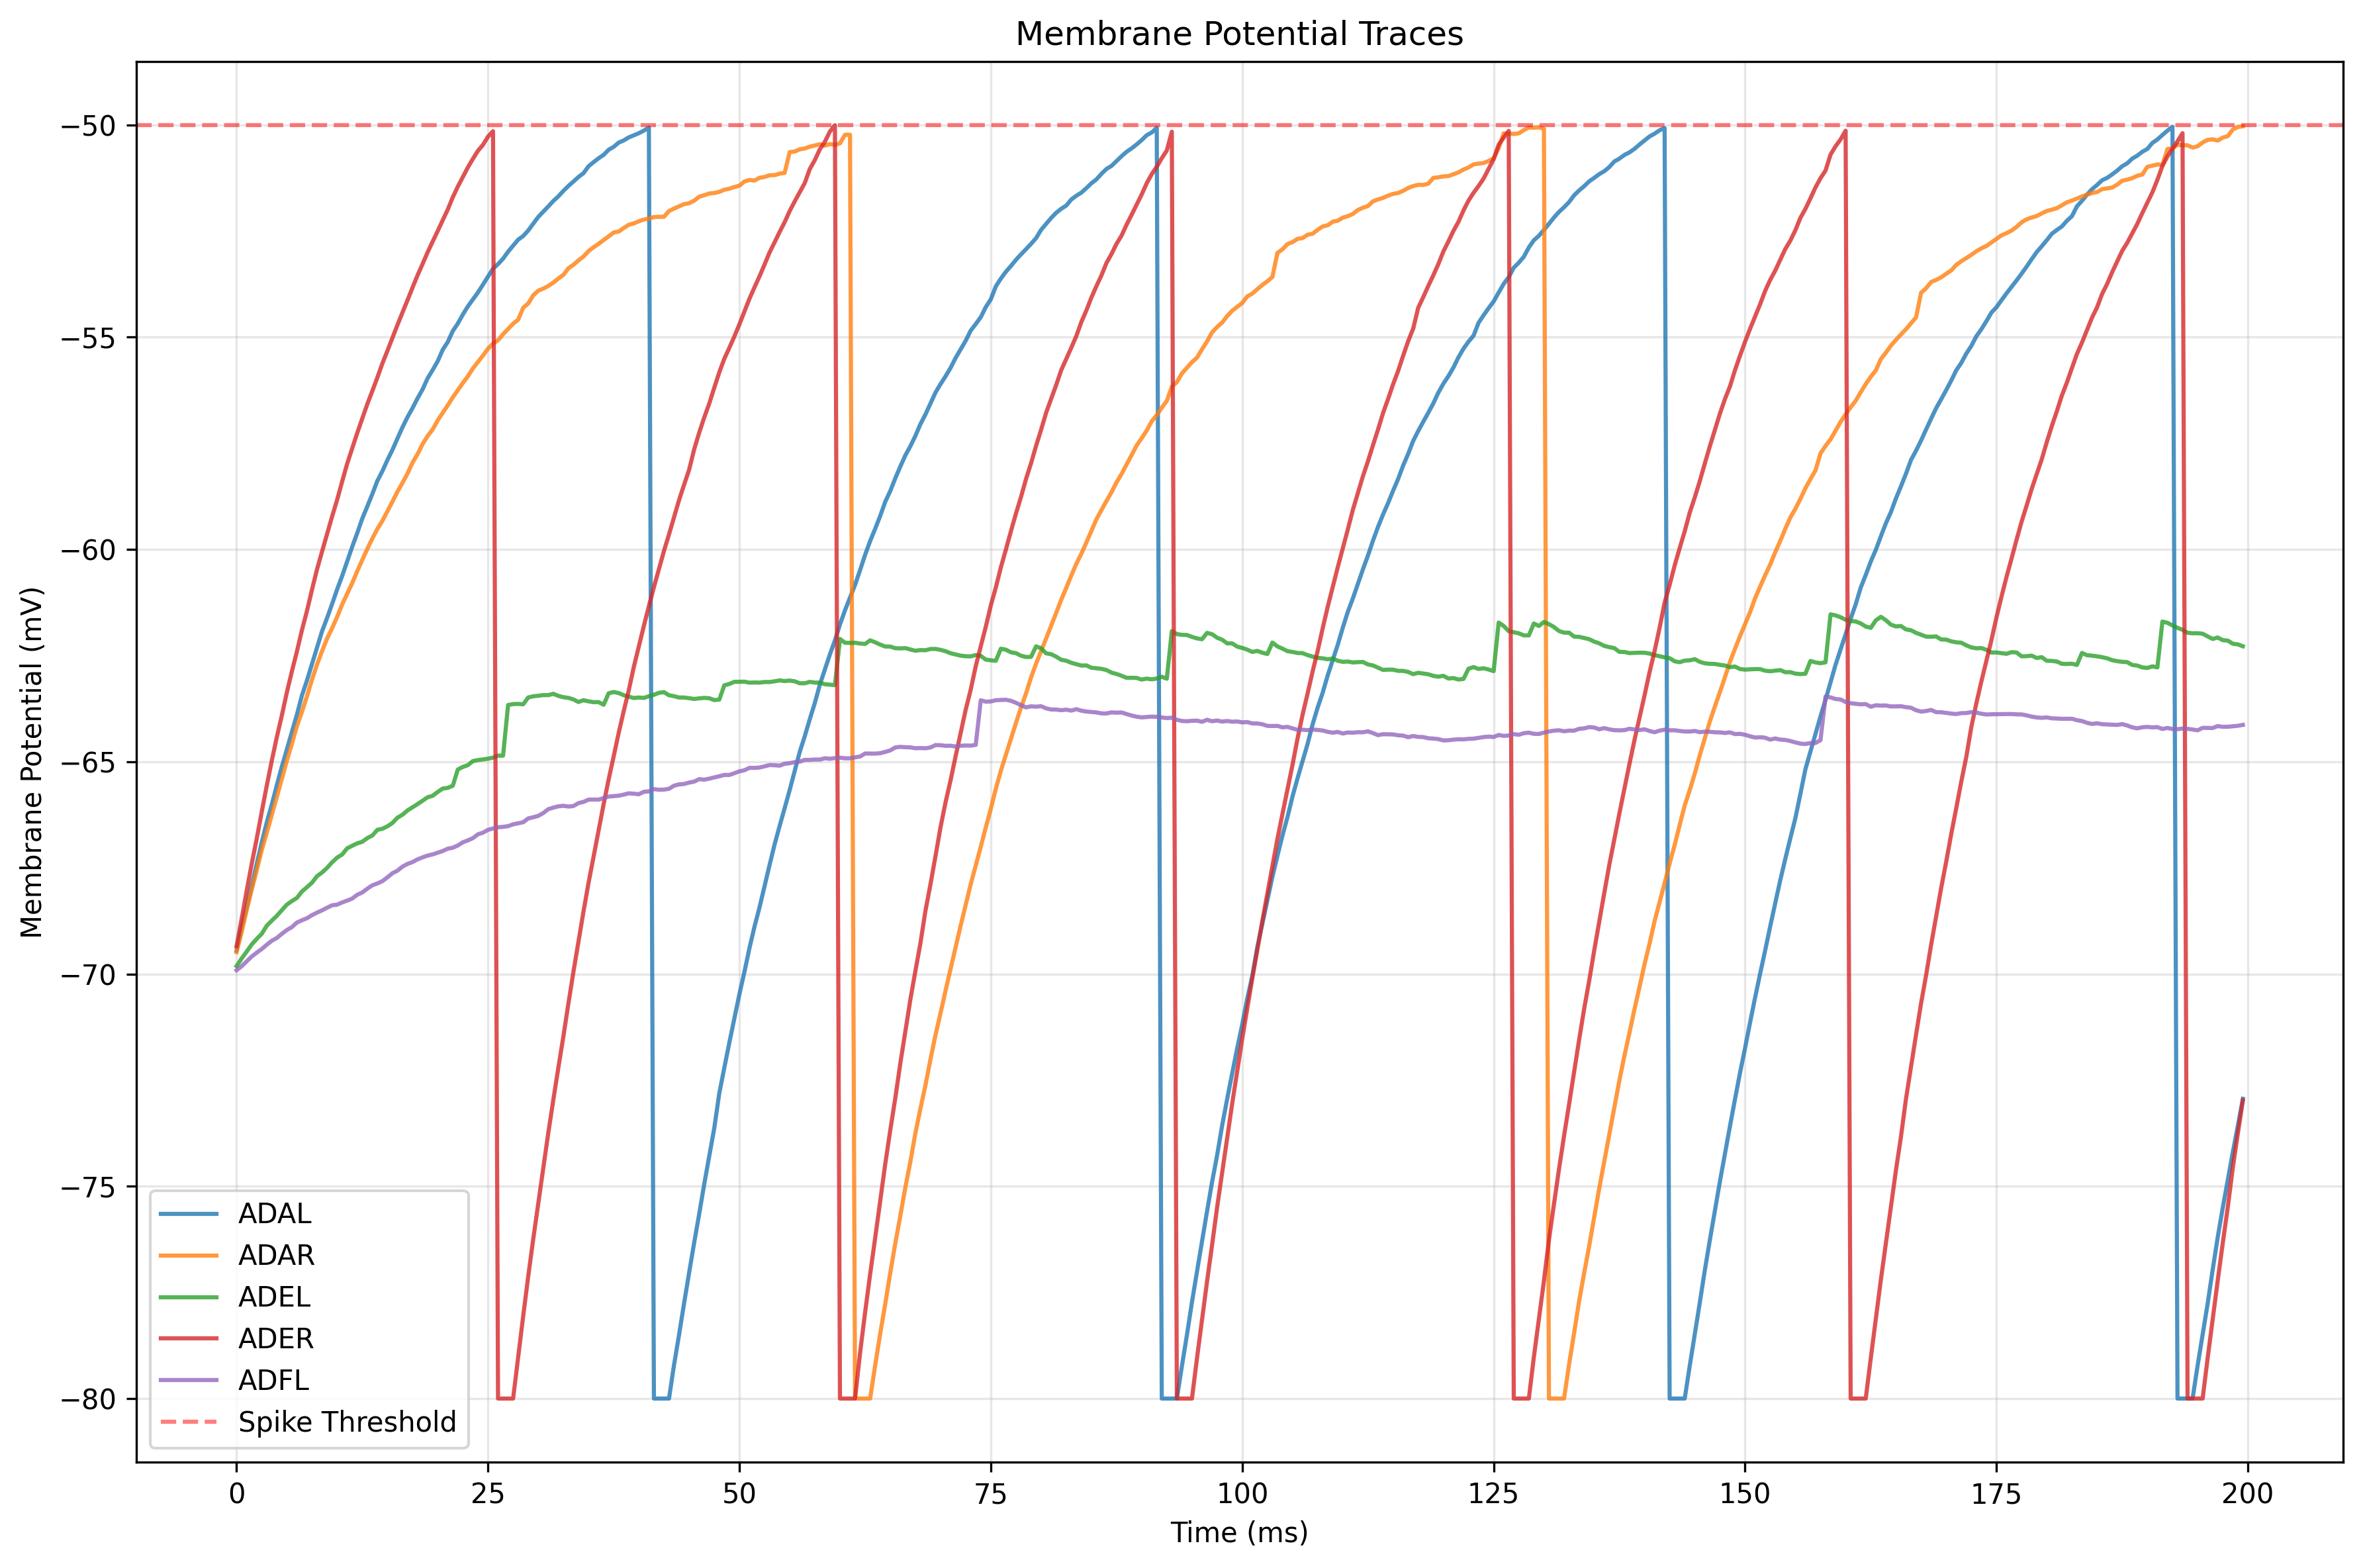 Membrane Potential Traces
Membrane Potential (mV)
−50
−55
−60
−65
−70
−75
−80
ADAL
ADAR
ADEL
ADER
ADFL
Spike Threshold
0 25 50 75 100 125 150 175 200
Time (ms)